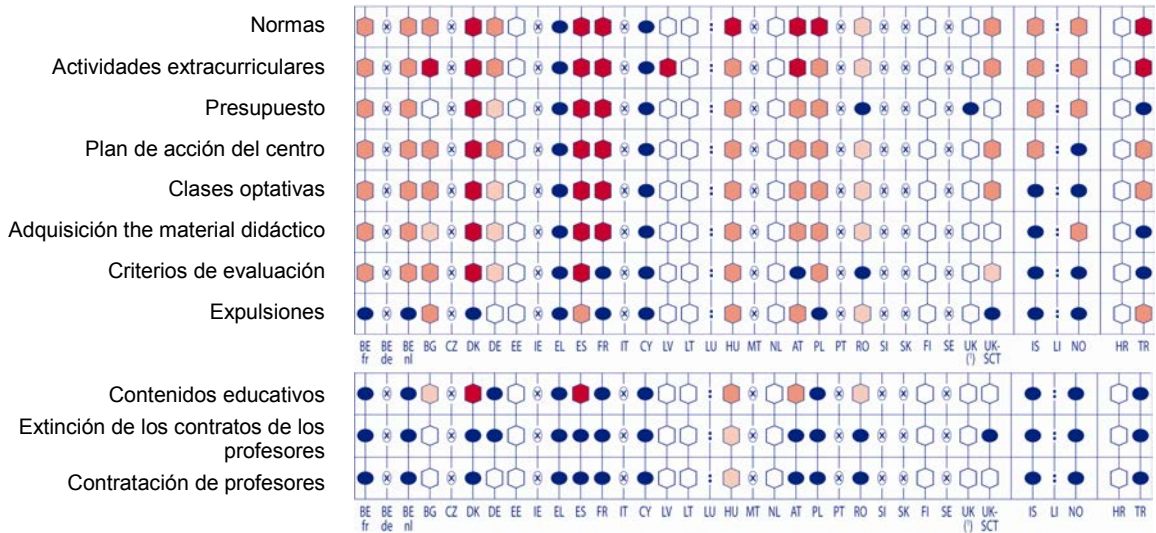 Normas
Actividades extracurriculares
Presupuesto
Plan de acción del centro
Clases optativas
Adquisición the material didáctico
Criterios de evaluación
Expulsiones
BE fr BE de BE nl BG CZ DK DE EE IE EL ES FR IT CY LV LT LU HU MT NL AT PL PT RO SI SK FI SE UK (¹) UK-SCT IS LI NO HR TR
Contenidos educativos
Extinción de los contratos de los
profesores
Contratación de profesores
BE fr BE de BE nl BG CZ DK DE EE IE EL ES FR IT CY LV LT LU HU MT NL AT PL PT RO SI SK FI SE UK (¹) UK-SCT IS LI NO HR TR